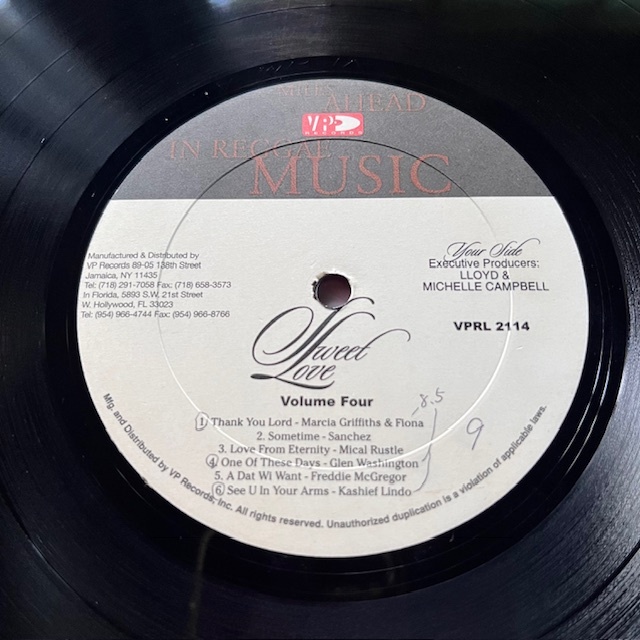 MILES AHEAD
VP
RECORDS
IN REGGAE
MUSIC
Manufactured & Distributed by
VP Records 89-05 138th Street
Jamaica, NY 11435
Tel: (718) 291-7058 Fax: (718) 658-3573
In Florida, 5893 S.W. 21st Street
W. Hollywood, FL 33023
Tel: (954) 966-4744 Fax: (954) 966-8766
Your Side
Executive Producers:
LLOYD &
MICHELLE CAMPBELL
VPRL 2114
Sweet
Love
Volume Four
-8.5
1 Thank You Lord - Marcia Griffiths & Fiona
2. Sometime - Sanchez
3. Love From Eternity - Mical Rustle
4 One Of These Days - Glen Washington
5. A Dat Wi Want - Freddie McGregor
6 See U In Your Arms - Kashief Lindo
9
Mfg. and Distributed by VP Records, Inc. All rights reserved. Unauthorized duplication is a violation of applicable laws.